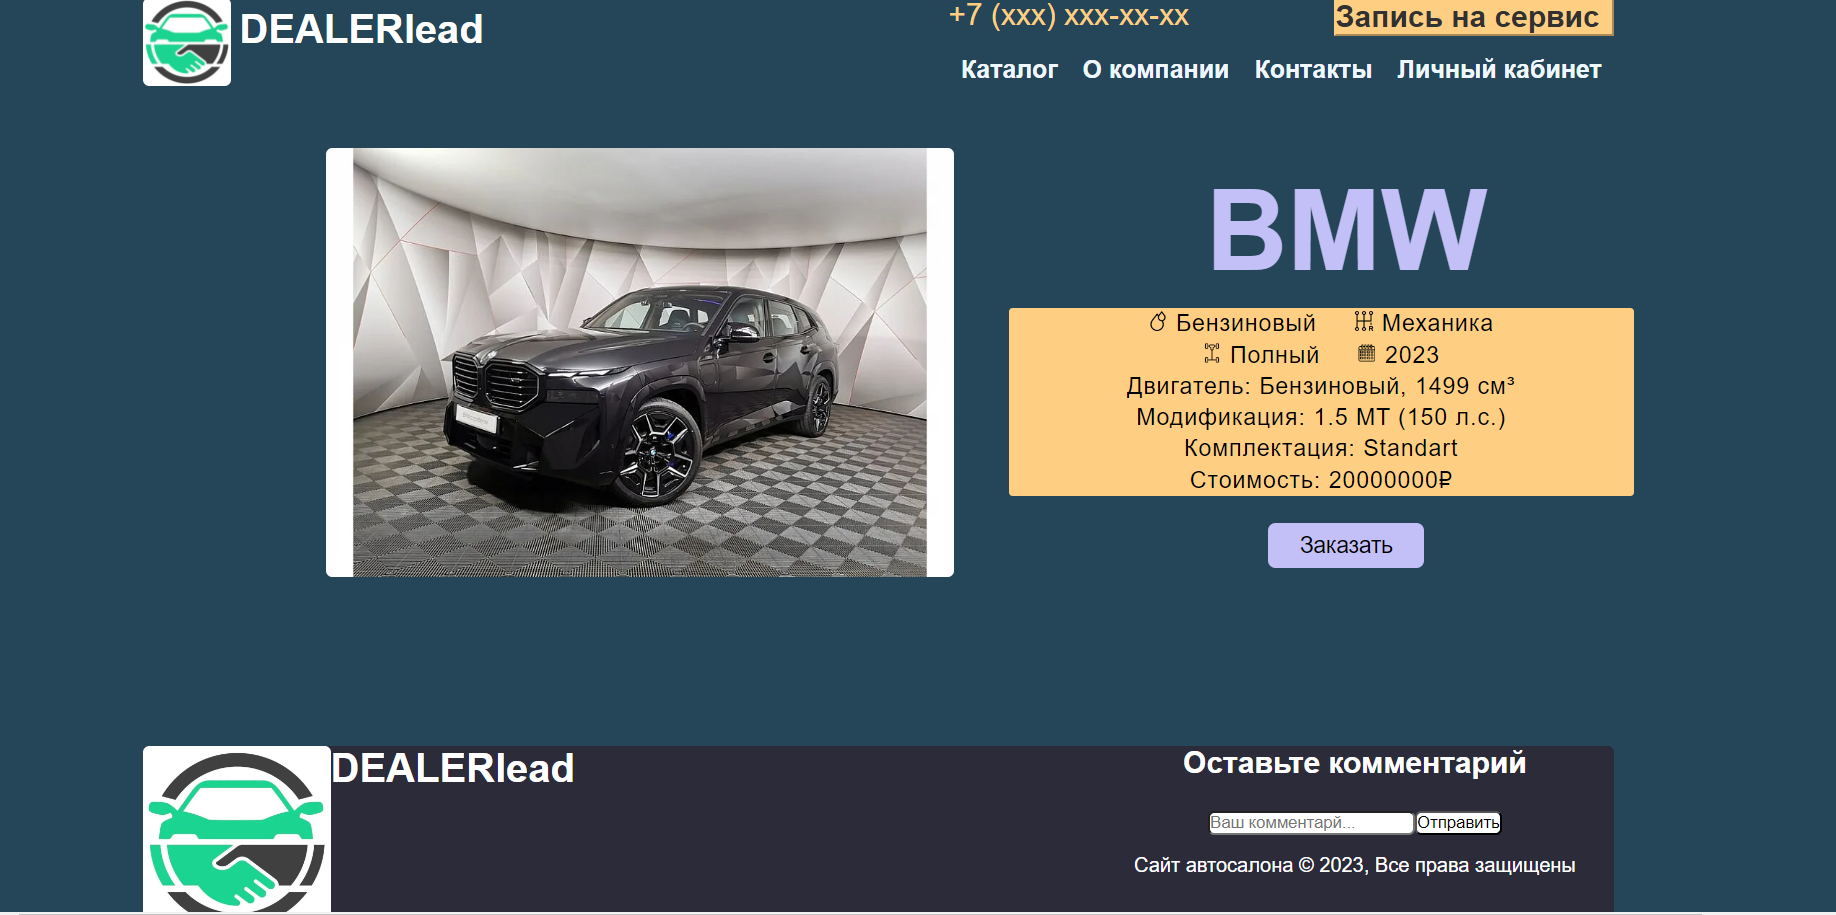 DEALERlead
+7 (xxx) xxx-xx-xx
Запись на сервис
Каталог О компании Контакты Личный кабинет
BMW
Бензиновый Механика
Полный 2023
Двигатель: Бензиновый, 1499 см³
Модификация: 1.5 MT (150 л.с.)
Комплектация: Standart
Стоимость: 20000000₽
Заказать
DEALERlead
Оставьте комментарий
Ваш комментарй...
Отправить
Сайт автосалона © 2023, Все права защищены